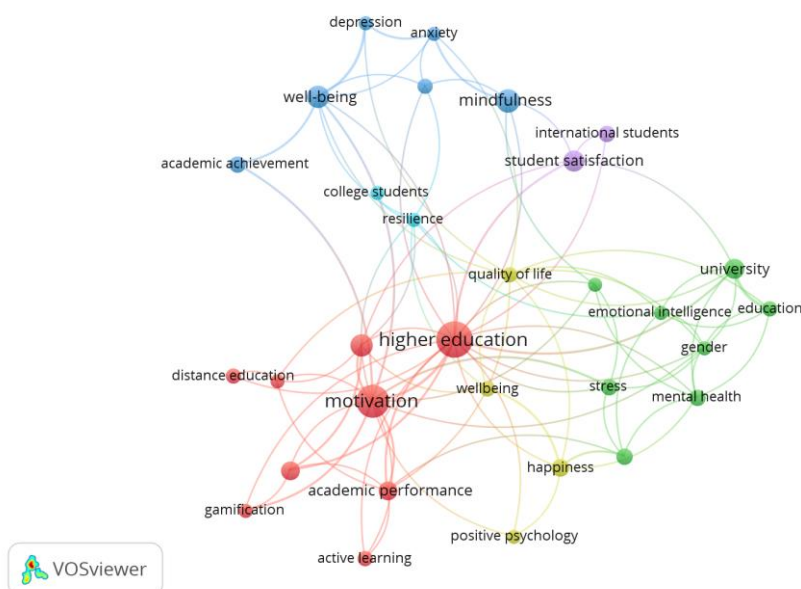 depression
anxiety
well-being
mindfulness
international students
student satisfaction
academic achievement
college students
resilience
quality of life
university
emotional intelligence
education
higher education
gender
distance education
wellbeing
stress
motivation
mental health
happiness
academic performance
gamification
positive psychology
active learning
VOSviewer